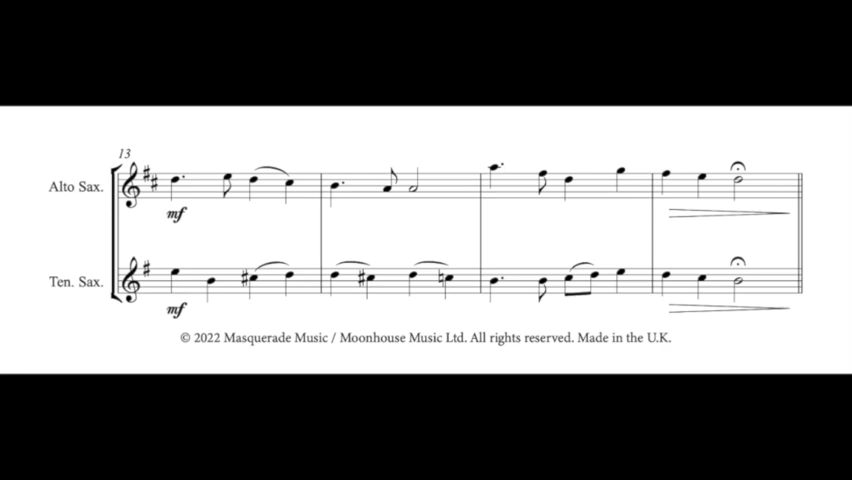 13
Alto Sax.
mf
Ten. Sax.
mf
© 2022 Masquerade Music / Moonhouse Music Ltd. All rights reserved. Made in the U.K.